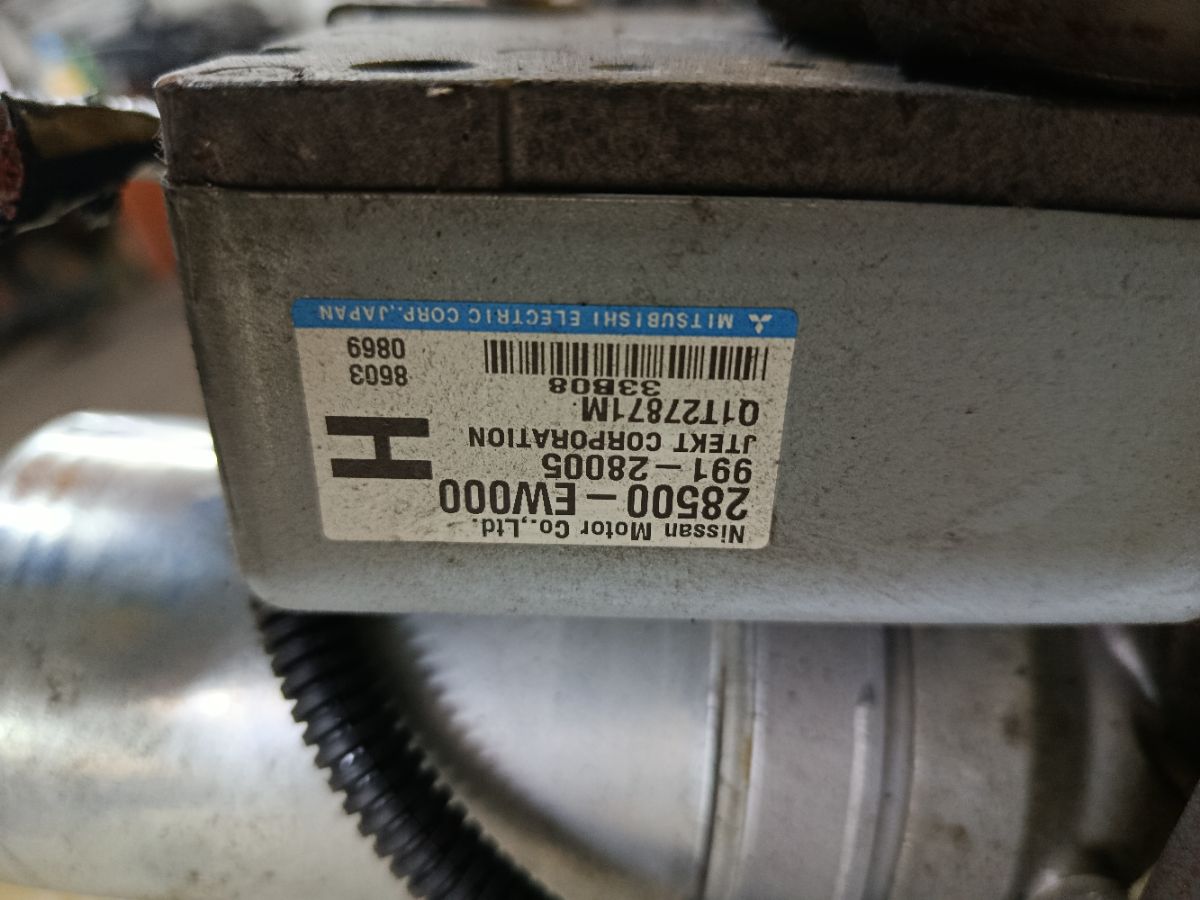 Nissan Motor Co.,Ltd.
28500-EW000
991-28005
JTEKT CORPORATION
H
Q1T27871M
33B08
8603
0869
MITSUBISHI ELECTRIC CORP.,JAPAN